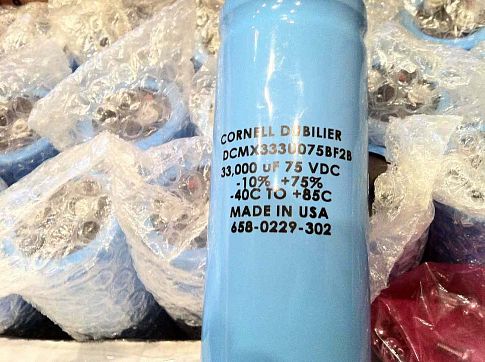 CORNELL DUBILIER
DCMX333U075BF2B
33,000 uF 75 VDC
-10% +75%
-40C TO +85C
MADE IN USA
658-0229-302